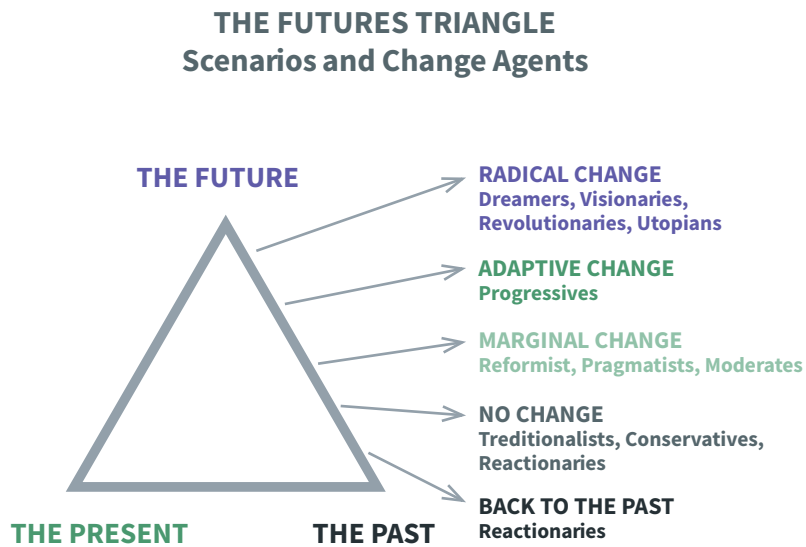 THE FUTURES TRIANGLE
Scenarios and Change Agents
THE FUTURE
RADICAL CHANGE
Dreamers, Visionaries,
Revolutionaries, Utopians
ADAPTIVE CHANGE
Progressives
MARGINAL CHANGE
Reformist, Pragmatists, Moderates
NO CHANGE
Treditionalists, Conservatives,
Reactionaries
BACK TO THE PAST
Reactionaries
THE PRESENT
THE PAST